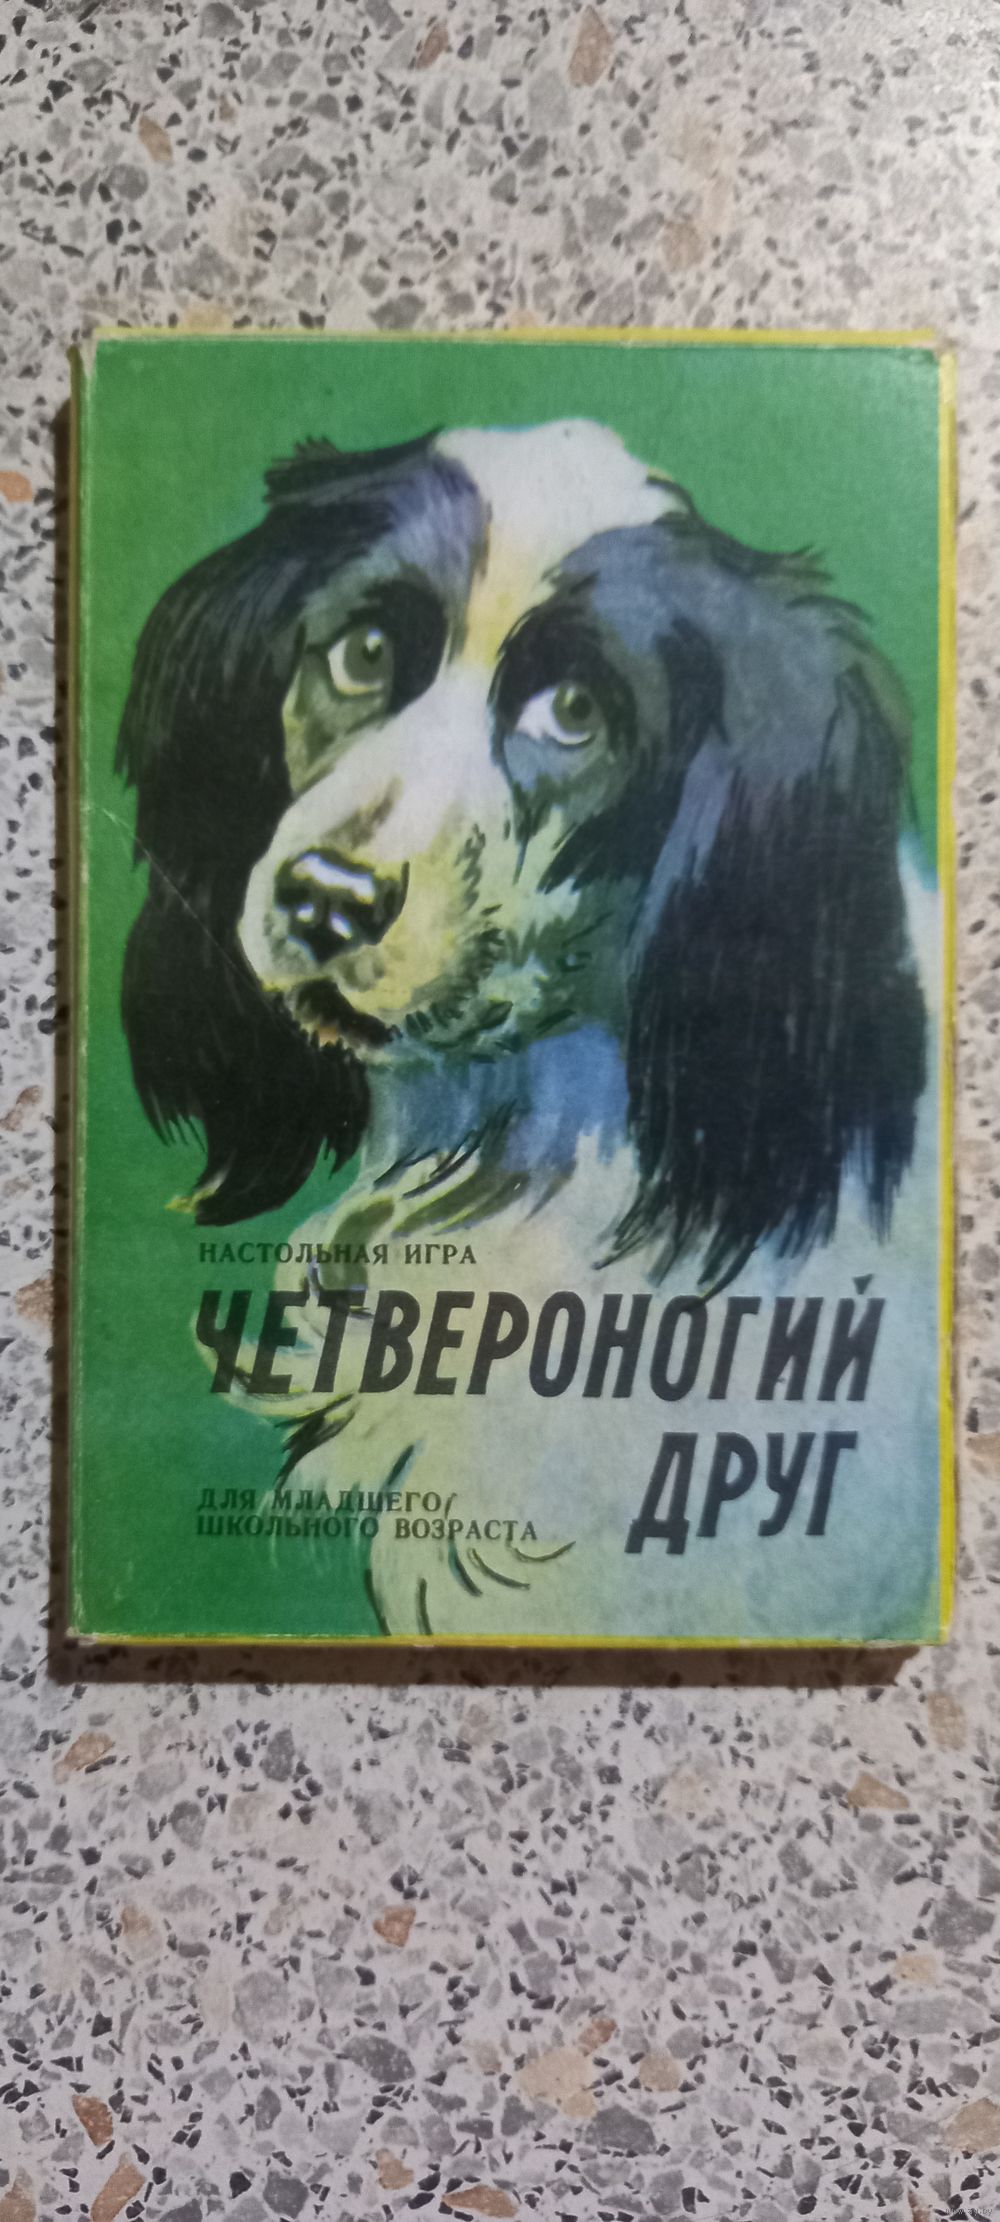 НАСТОЛЬНАЯ ИГРА
ЧЕТВЕРОНОГИЙ
ДРУГ
ДЛЯ МЛАДШЕГО
ШКОЛЬНОГО ВОЗРАСТА